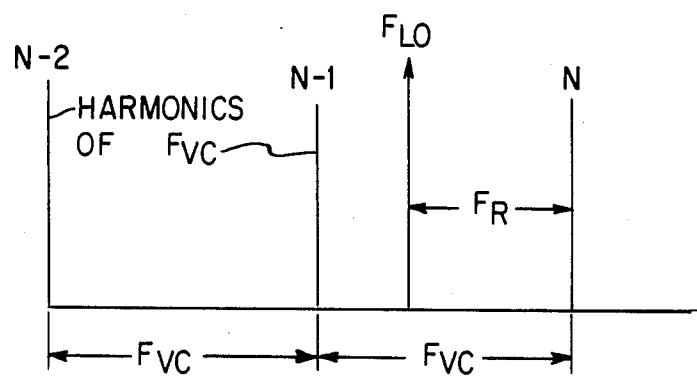 F_LO
N-2
N-1
N
HARMONICS
OF F_VC
F_R
F_VC
F_VC